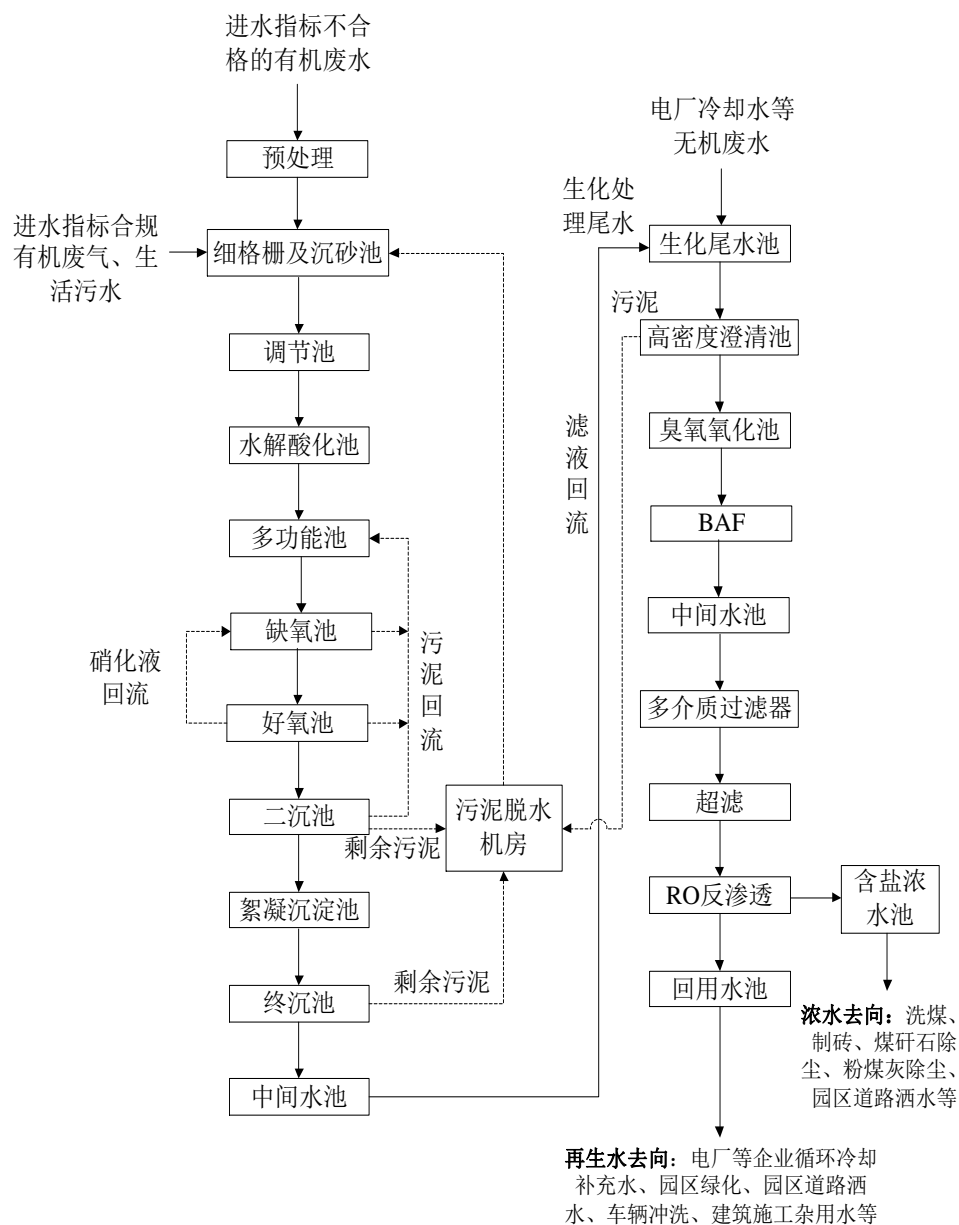 进水指标不合
格的有机废水
预处理
进水指标合规
有机废气、生
活污水
细格栅及沉砂池
调节池
水解酸化池
多功能池
缺氧池
硝化液
回流
好氧池
污
泥
回
流
二沉池
剩余污泥
污泥脱水
机房
絮凝沉淀池
剩余污泥
终沉池
中间水池
电厂冷却水等
无机废水
生化处
理尾水
生化尾水池
污泥
高密度澄清池
滤
液
回
流
臭氧氧化池
BAF
中间水池
多介质过滤器
超滤
RO反渗透
含盐浓
水池
回用水池
浓水去向：洗煤、
制砖、煤矸石除
尘、粉煤灰除尘、
园区道路洒水等
再生水去向：电厂等企业循环冷却
补充水、园区绿化、园区道路洒
水、车辆冲洗、建筑施工杂用水等